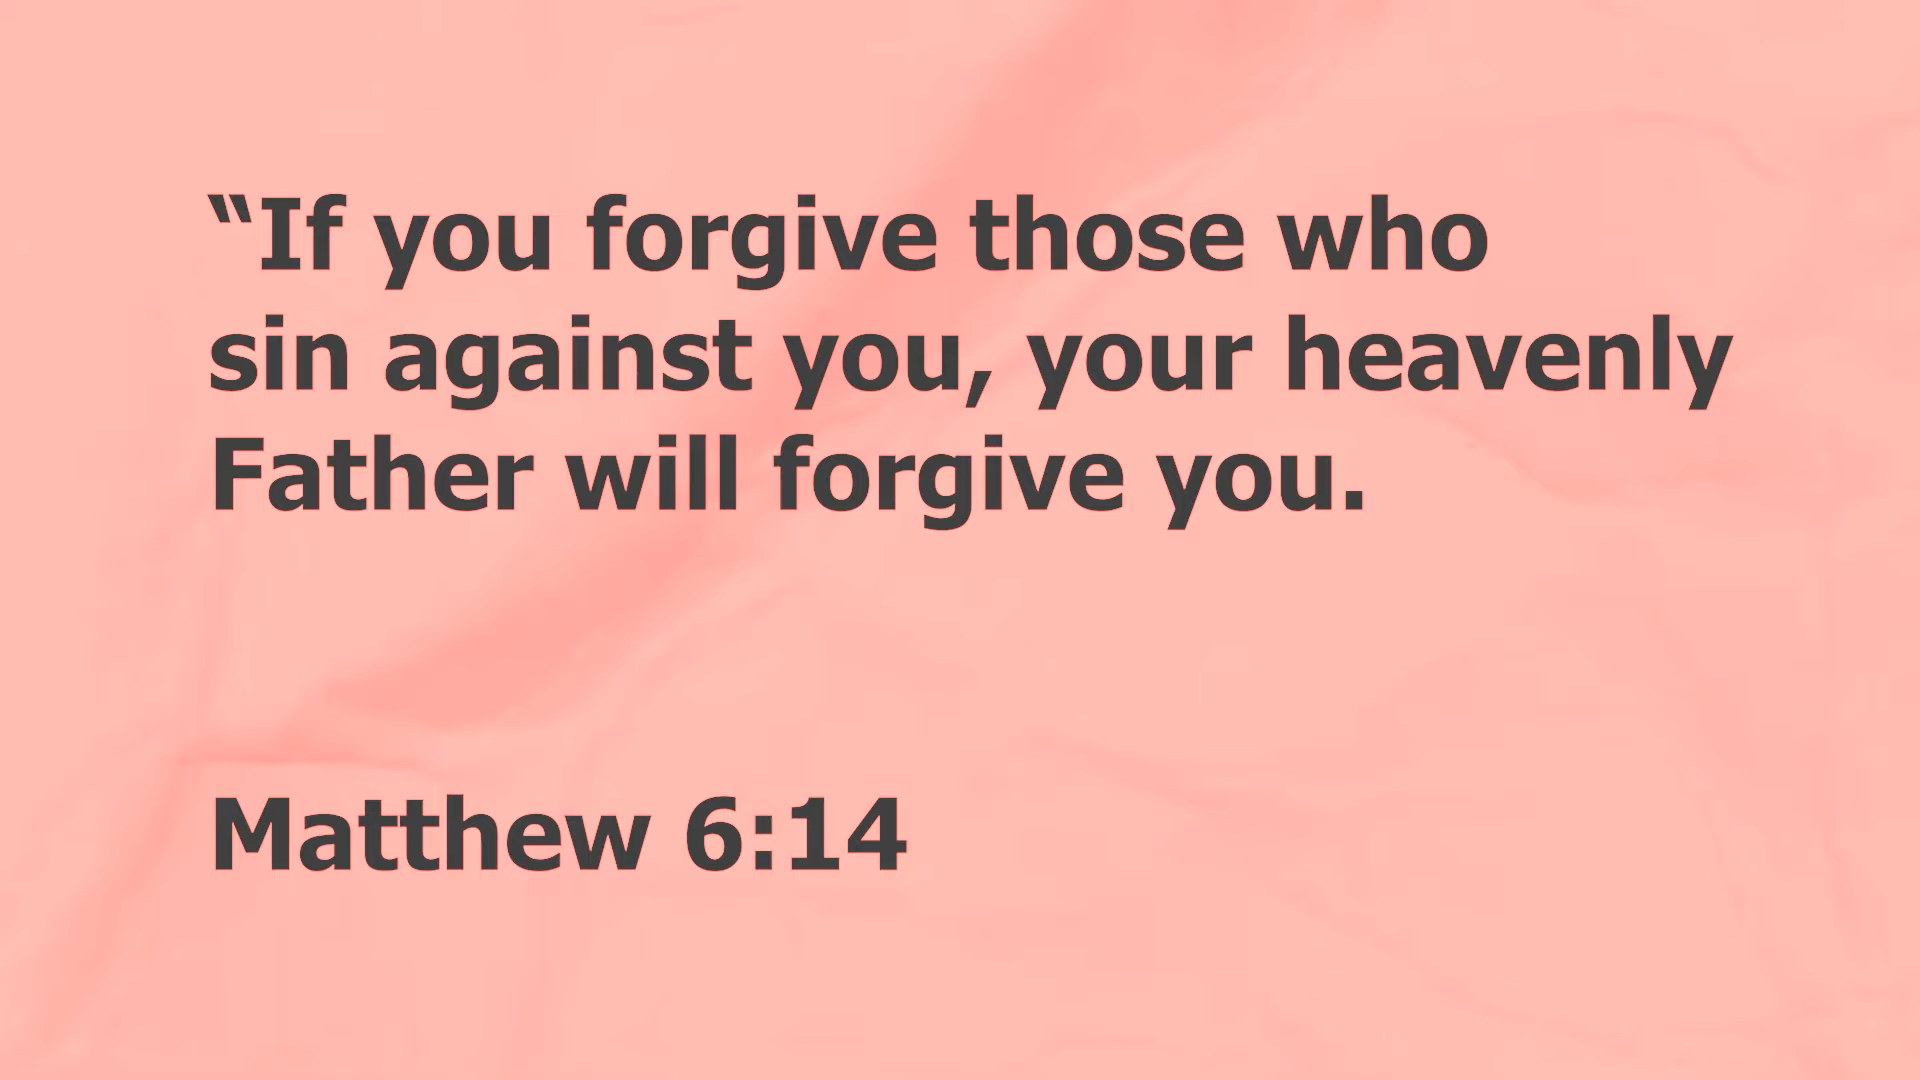 “If you forgive those who
sin against you, your heavenly
Father will forgive you.
Matthew 6:14